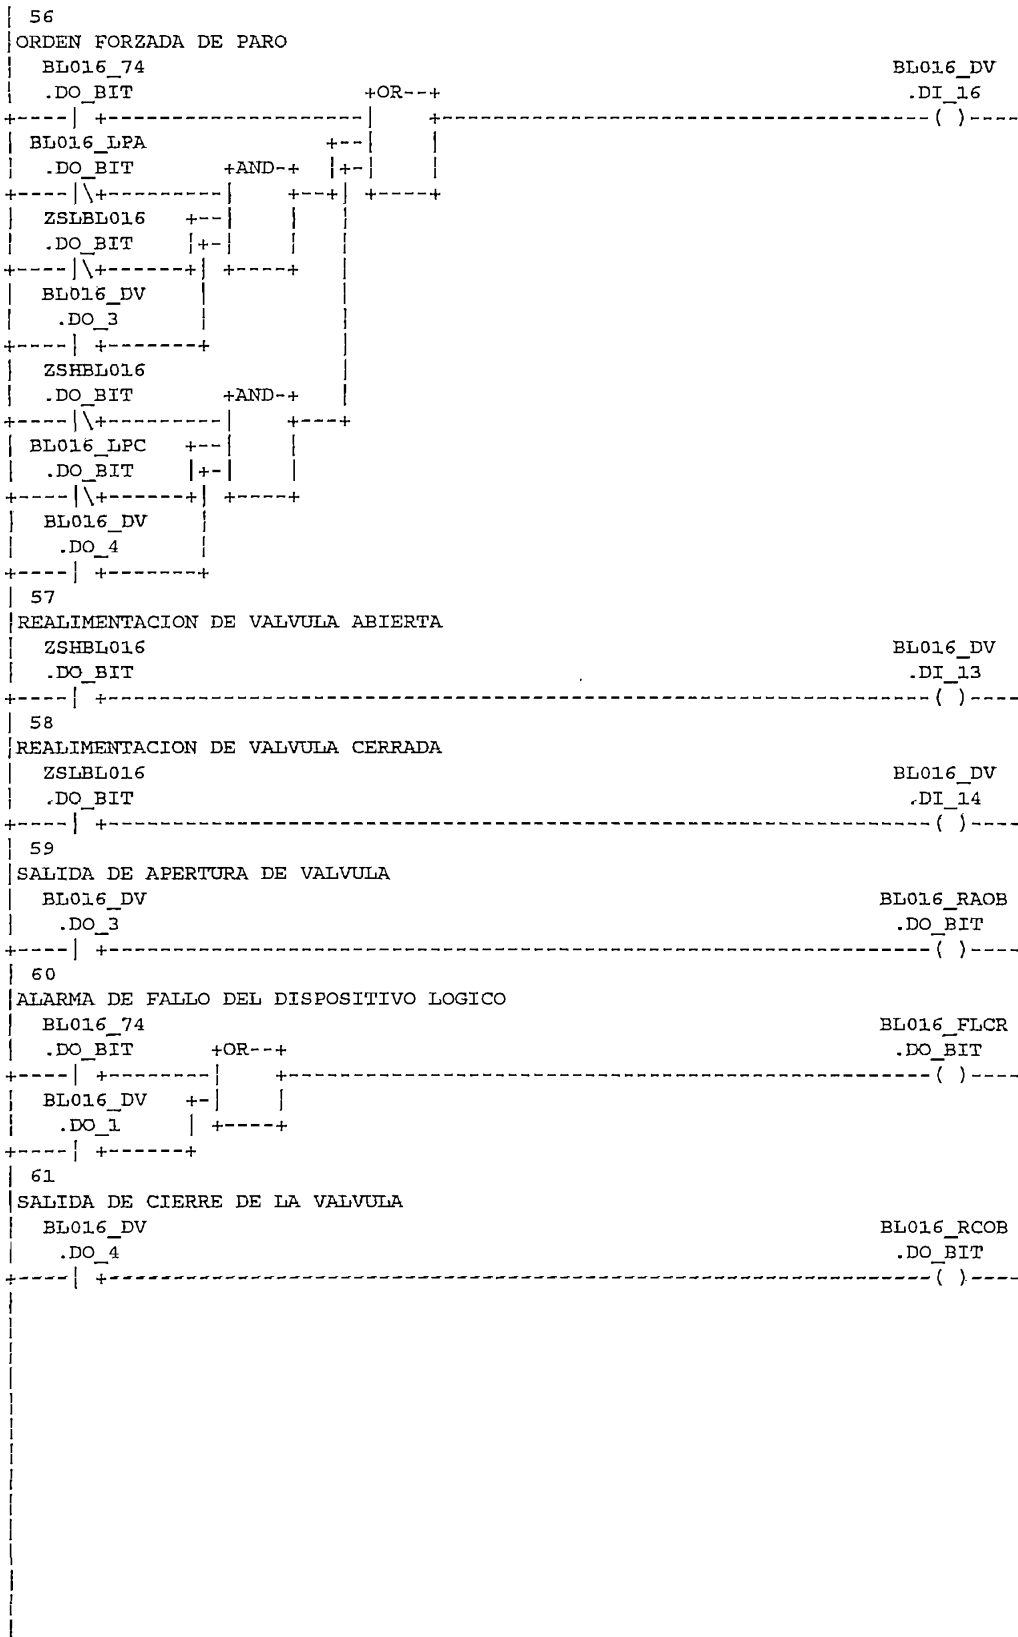 56
ORDEN FORZADA DE PARO
BL016_74 BL016_DV
.DO_BIT +OR--+ .DI_16
BL016_LPA
.DO_BIT +AND-+
ZSLBL016
.DO_BIT
BL016_DV
.DO_3
ZSHBL016
.DO_BIT +AND-+
BL016_LPC
.DO_BIT
BL016_DV
.DO_4
57
REALIMENTACION DE VALVULA ABIERTA
ZSHBL016 BL016_DV
.DO_BIT .DI_13
58
REALIMENTACION DE VALVULA CERRADA
ZSLBL016 BL016_DV
.DO_BIT .DI_14
59
SALIDA DE APERTURA DE VALVULA
BL016_DV BL016_RAOB
.DO_3 .DO_BIT
60
ALARMA DE FALLO DEL DISPOSITIVO LOGICO
BL016_74 BL016_FLCR
.DO_BIT +OR--+ .DO_BIT
BL016_DV
.DO_1
61
SALIDA DE CIERRE DE LA VALVULA
BL016_DV BL016_RCOB
.DO_4 .DO_BIT